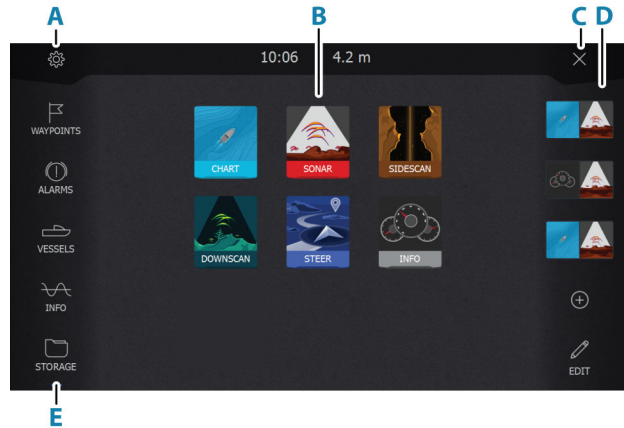 A B C D
10:06 4.2 m
WAYPOINTS
ALARMS
VESSELS
INFO
STORAGE
CHART SONAR SIDESCAN
DOWNSCAN STEER INFO
EDIT
E